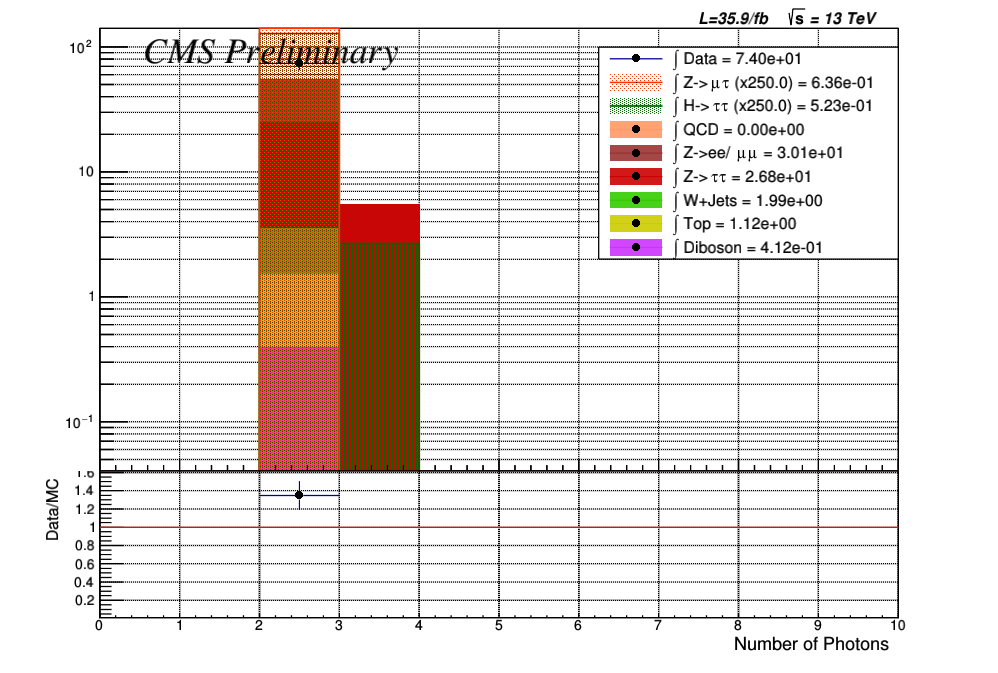 L=35.9/fb √s = 13 TeV
CMS Preliminary
10²
10
1
10⁻¹
∫ Data = 7.40e+01
∫ Z-> μτ (x250.0) = 6.36e-01
∫ H-> ττ (x250.0) = 5.23e-01
∫ QCD = 0.00e+00
∫ Z->ee/ μμ = 3.01e+01
∫ Z-> ττ = 2.68e+01
∫ W+Jets = 1.99e+00
∫ Top = 1.12e+00
∫ Diboson = 4.12e-01
Data/MC
1.6
1.4
1.2
1
0.8
0.6
0.4
0.2
0 1 2 3 4 5 6 7 8 9 10
Number of Photons